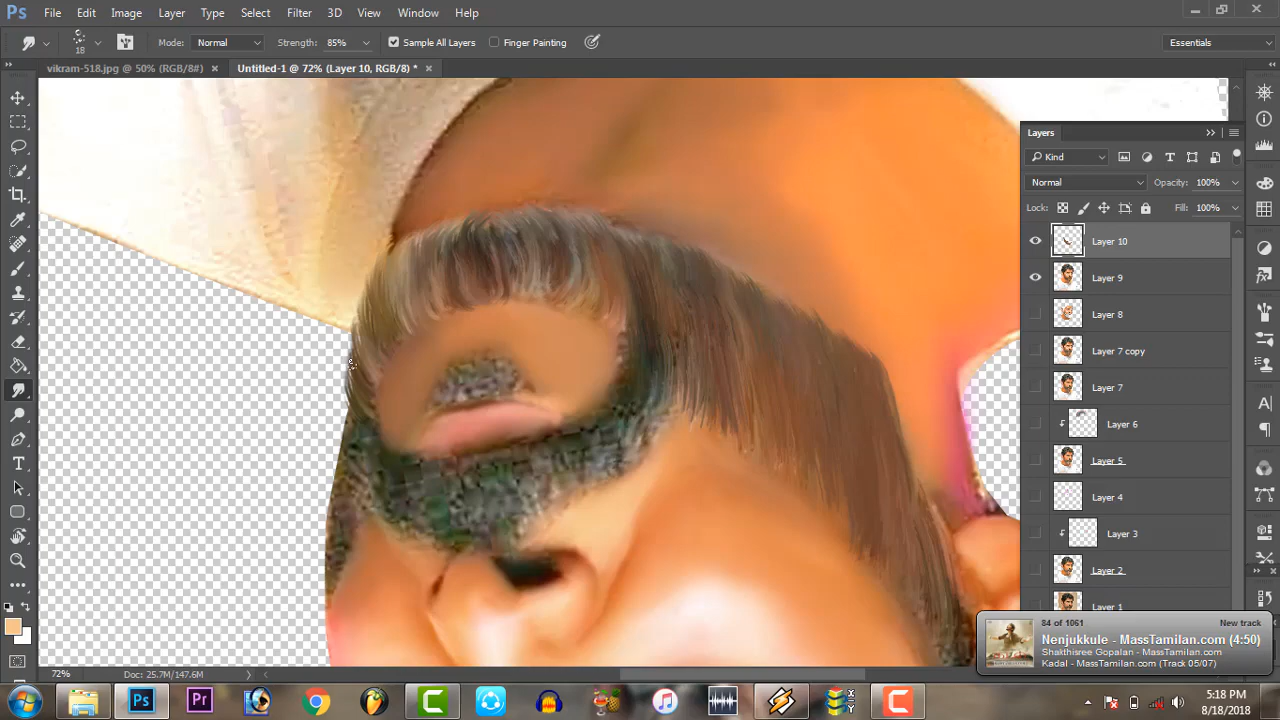 Ps File Edit Image Layer Type Select Filter 3D View Window Help
18 Mode: Normal Strength: 85% Sample All Layers Finger Painting Essentials
vikram-518.jpg @ 50% (RGB/8#) × Untitled-1 @ 72% (Layer 10, RGB/8) * ×
Layers
Kind
Normal Opacity: 100%
Lock: Fill: 100%
Layer 10
Layer 9
Layer 8
Layer 7 copy
Layer 7
Layer 6
Layer 5
Layer 4
Layer 3
Layer 2
Layer 1
84 of 1061 New track
Nenjukkule - MassTamilan.com (4:50)
Shakthisree Gopalan - MassTamilan.com
Kadal - MassTamilan.com (Track 05/07)
72% Doc: 25.7M/147.6M
Ps Pr
5:18 PM
8/18/2018